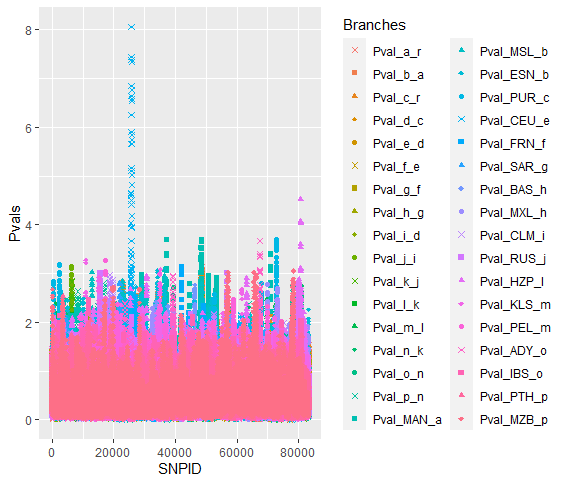 Branches
Pval_a_r
Pval_b_a
Pval_c_r
Pval_d_c
Pval_e_d
Pval_f_e
Pval_g_f
Pval_h_g
Pval_i_d
Pval_j_i
Pval_k_j
Pval_l_k
Pval_m_l
Pval_n_k
Pval_o_n
Pval_p_n
Pval_MAN_a
Pval_MSL_b
Pval_ESN_b
Pval_PUR_c
Pval_CEU_e
Pval_FRN_f
Pval_SAR_g
Pval_BAS_h
Pval_MXL_h
Pval_CLM_i
Pval_RUS_j
Pval_HZP_l
Pval_KLS_m
Pval_PEL_m
Pval_ADY_o
Pval_IBS_o
Pval_PTH_p
Pval_MZB_p
Pvals
8
6
4
2
0
0 20000 40000 60000 80000
SNPID